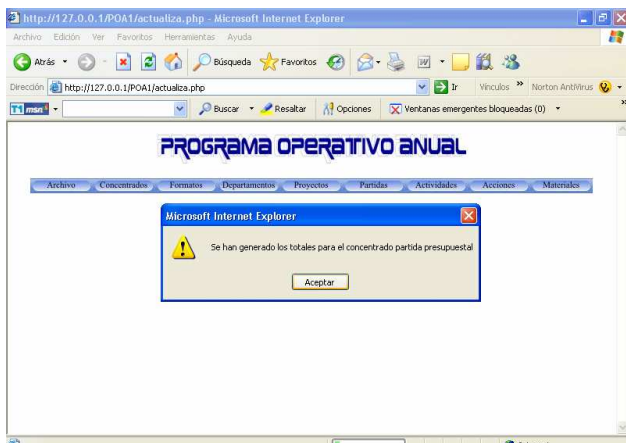 http://127.0.0.1/POA1/actualiza.php - Microsoft Internet Explorer
Archivo Edición Ver Favoritos Herramientas Ayuda
Atrás Búsqueda Favoritos
Dirección http://127.0.0.1/POA1/actualiza.php Ir Vínculos » Norton AntiVirus
msn Buscar Resaltar Opciones Ventanas emergentes bloqueadas (0) »
PROGRAMA OPERATIVO ANUAL
Archivo Concentrados Formatos Departamentos Proyectos Partidas Actividades Acciones Materiales
Microsoft Internet Explorer
Se han generado los totales para el concentrado partida presupuestal
Aceptar